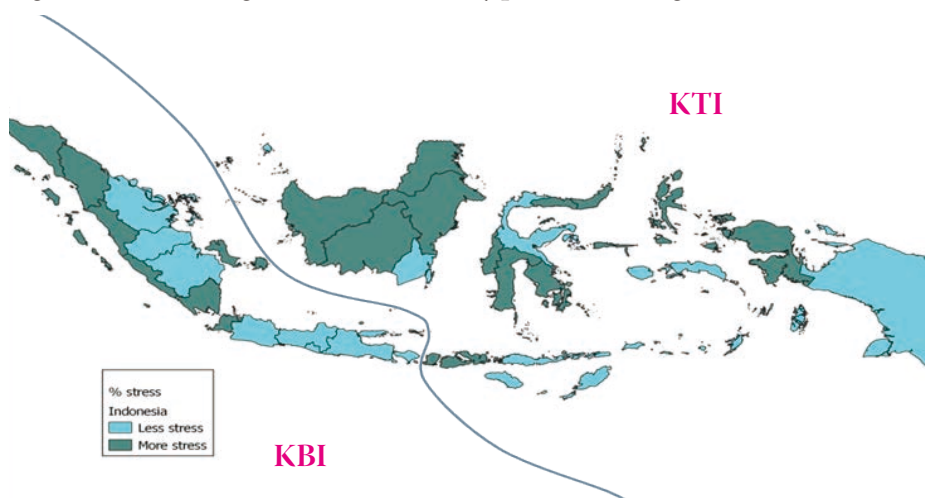 KTI
% stress
Indonesia
Less stress
More stress
KBI